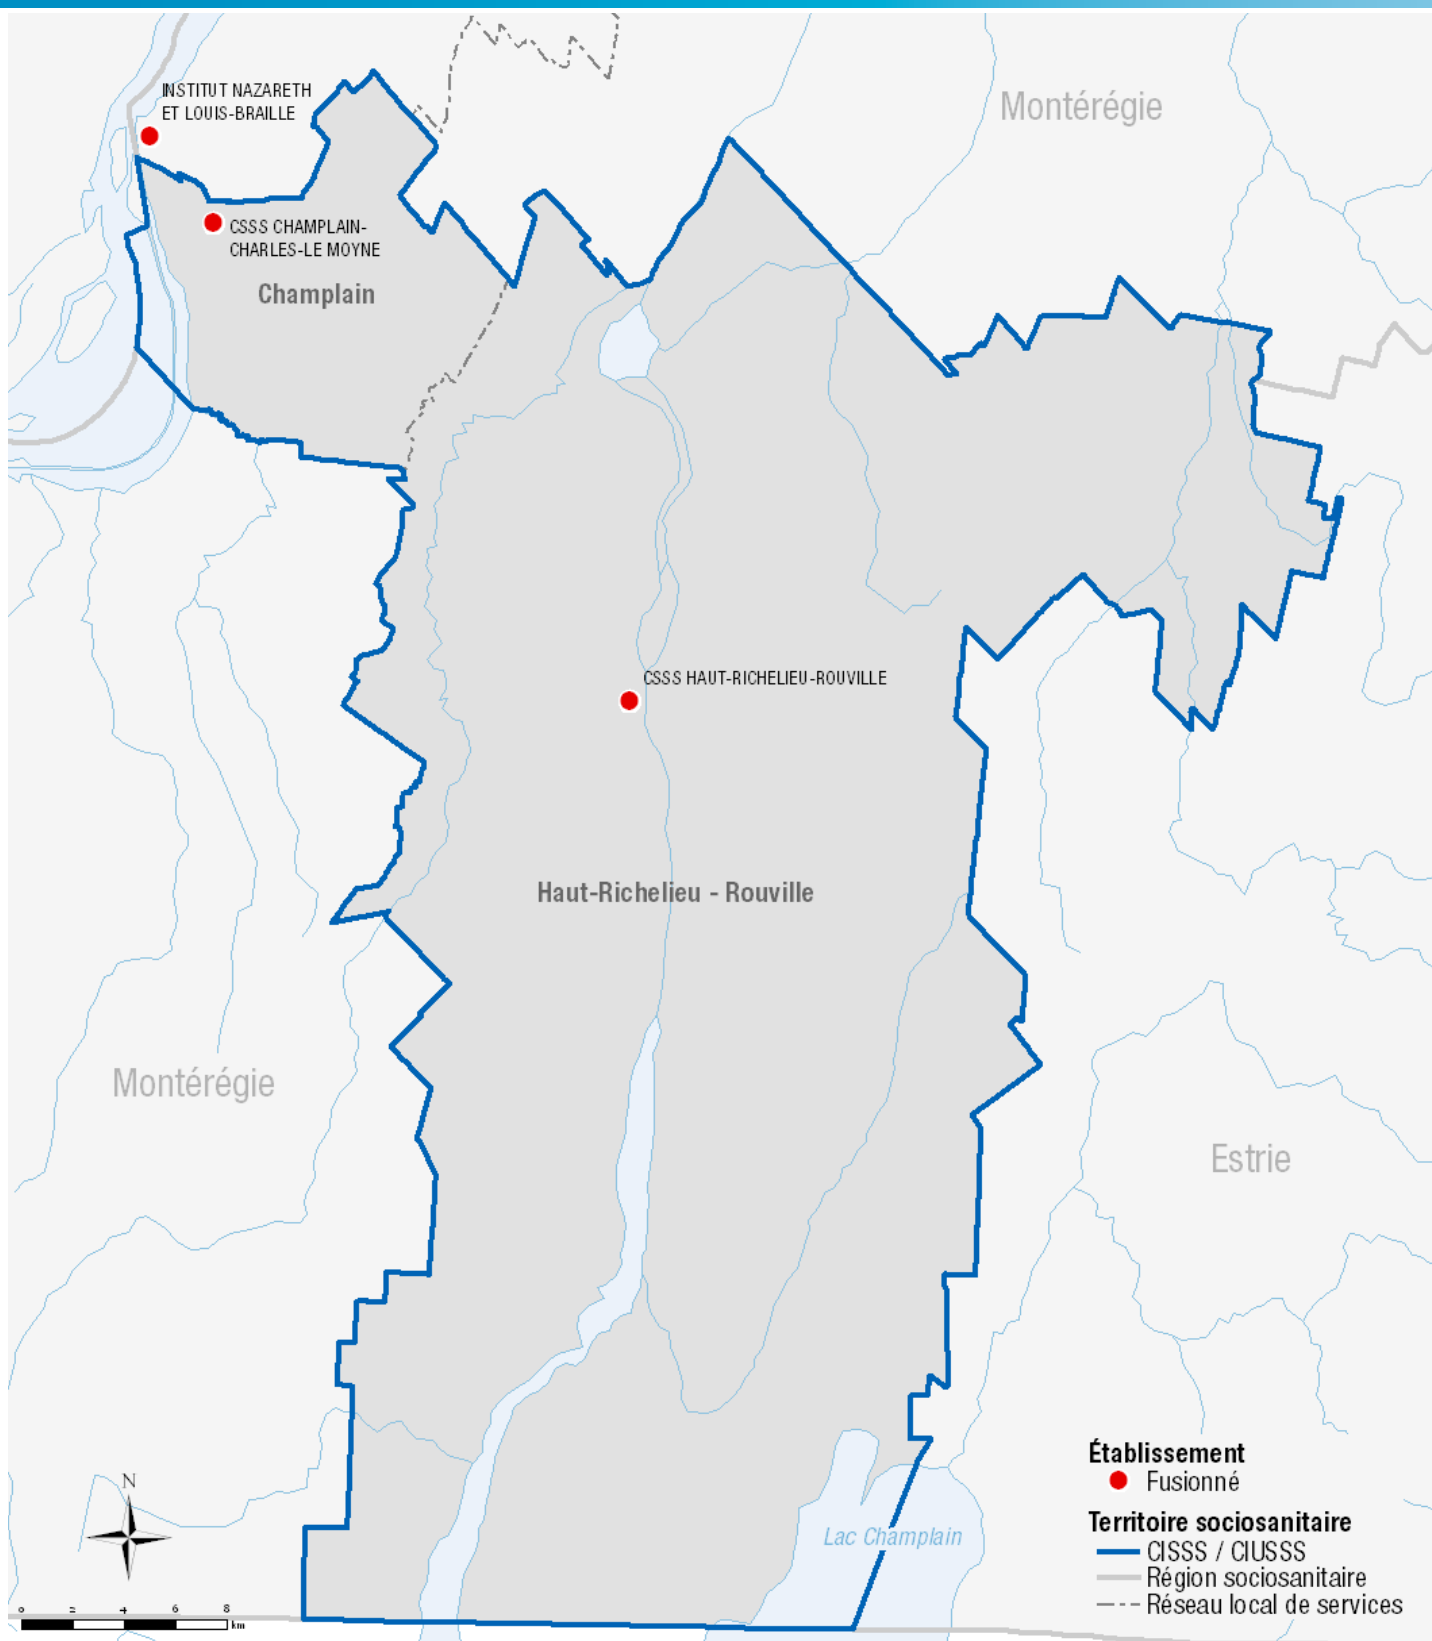 INSTITUT NAZARETH
ET LOUIS-BRAILLE
Montérégie
CSSS CHAMPLAIN-
CHARLES-LE MOYNE
Champlain
CSSS HAUT-RICHELIEU-ROUVILLE
Haut-Richelieu - Rouville
Montérégie
Estrie
Lac Champlain
Établissement
Fusionné
Territoire sociosanitaire
CISSS / CIUSSS
Région sociosanitaire
Réseau local de services
N
0 2 4 6 8
km